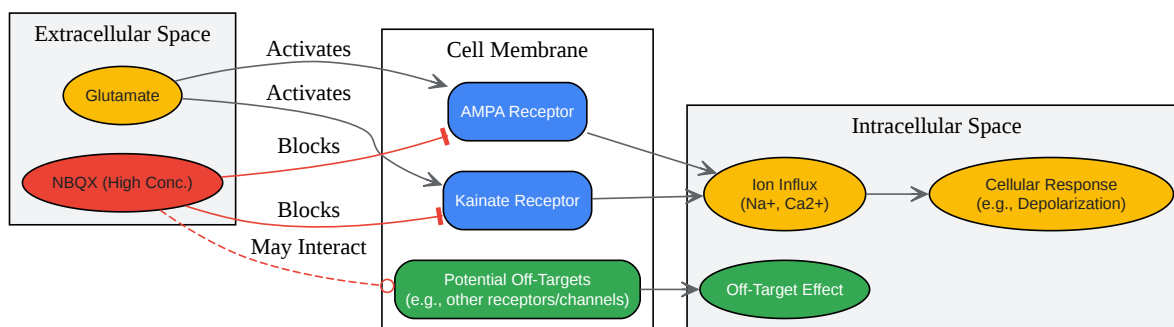 Extracellular Space
Glutamate
NBQX (High Conc.)
Activates
Activates
Blocks
Blocks
May Interact
Cell Membrane
AMPA Receptor
Kainate Receptor
Potential Off-Targets
(e.g., other receptors/channels)
Intracellular Space
Ion Influx
(Na+, Ca2+)
Cellular Response
(e.g., Depolarization)
Off-Target Effect